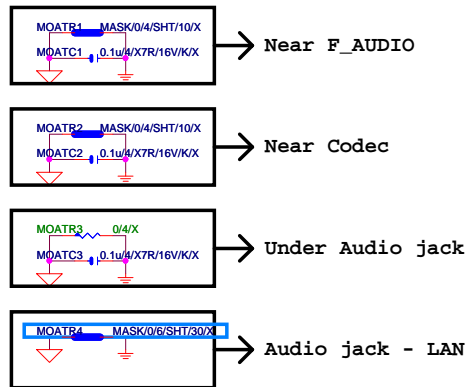 MOATR1 MASK/0/4/SHT/10/X
MOATC1 0.1u/4/X7R/16V/K/X
Near F_AUDIO
MOATR2 MASK/0/4/SHT/10/X
MOATC2 0.1u/4/X7R/16V/K/X
Near Codec
MOATR3 0/4/X
MOATC3 0.1u/4/X7R/16V/K/X
Under Audio jack
MOATR4 MASK/0/6/SHT/30/X
Audio jack - LAN